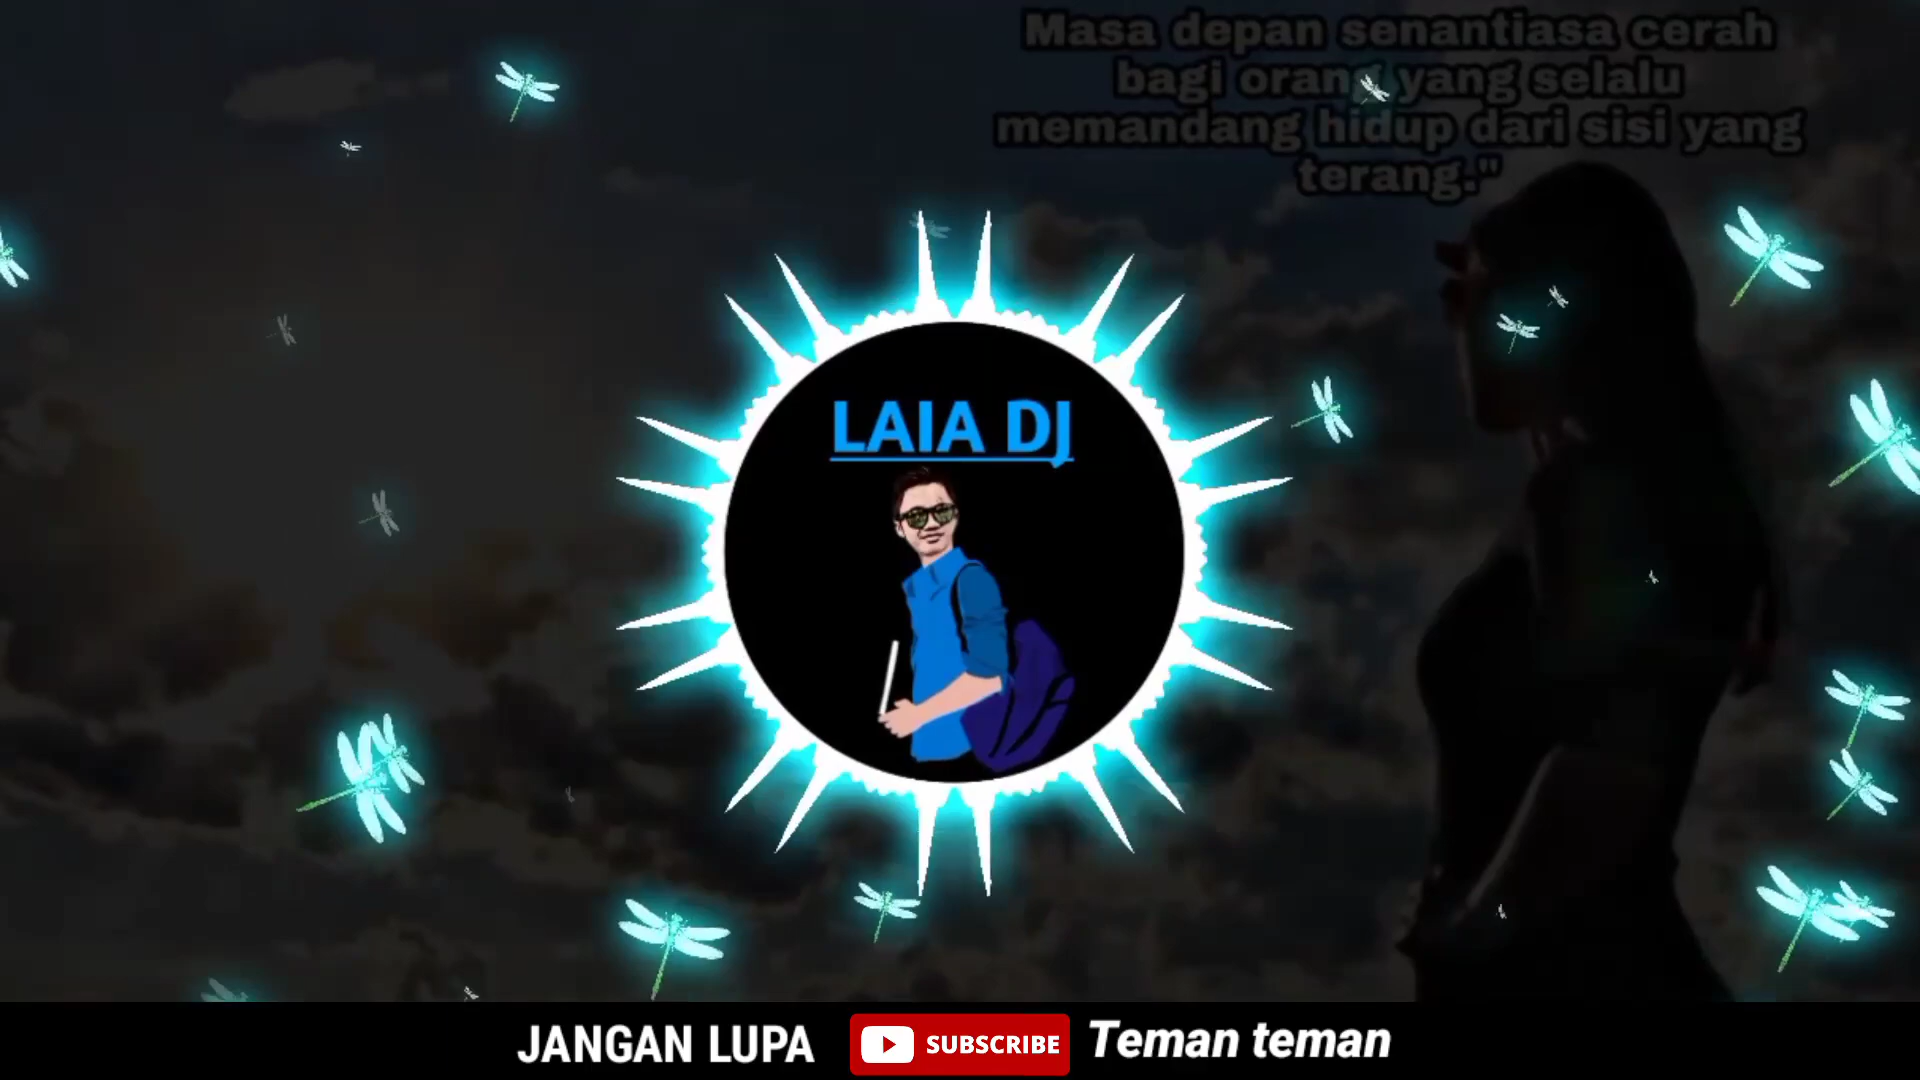 Masa depan senantiasa cerah
bagi orang yang selalu
memandang hidup dari sisi yang
terang."
LAIA DJ
JANGAN LUPA SUBSCRIBE Teman teman